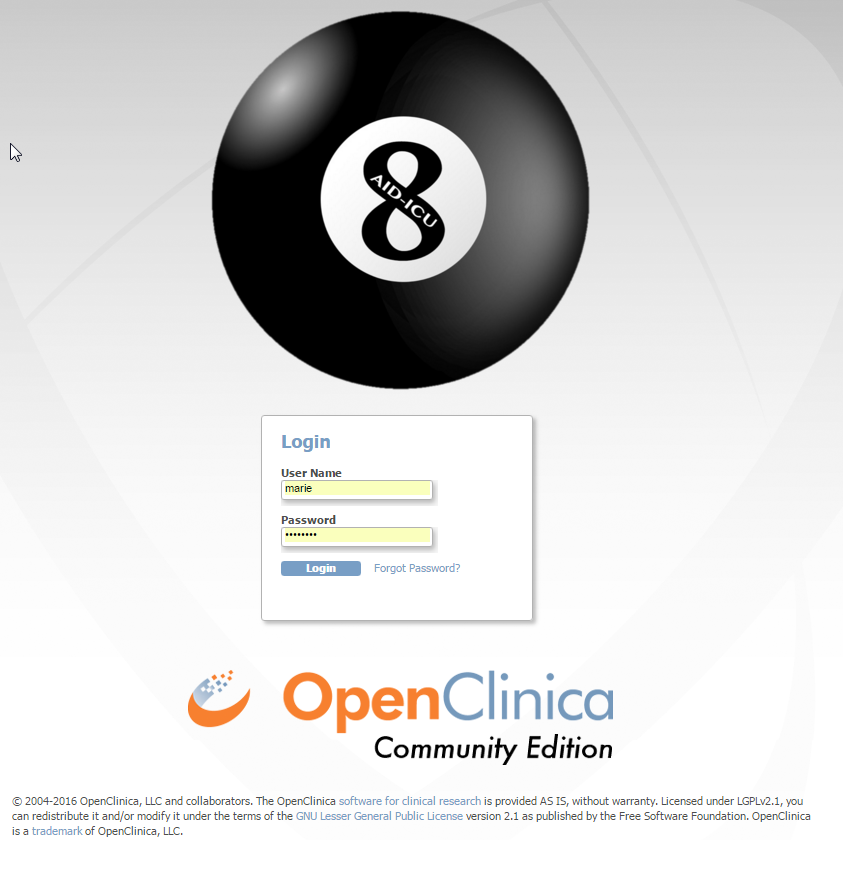 8
AID-ICU
Login
User Name
marie
Password
••••••••
Login Forgot Password?
OpenClinica
Community Edition
© 2004-2016 OpenClinica, LLC and collaborators. The OpenClinica software for clinical research is provided AS IS, without warranty. Licensed under LGPLv2.1, you
can redistribute it and/or modify it under the terms of the GNU Lesser General Public License version 2.1 as published by the Free Software Foundation. OpenClinica
is a trademark of OpenClinica, LLC.